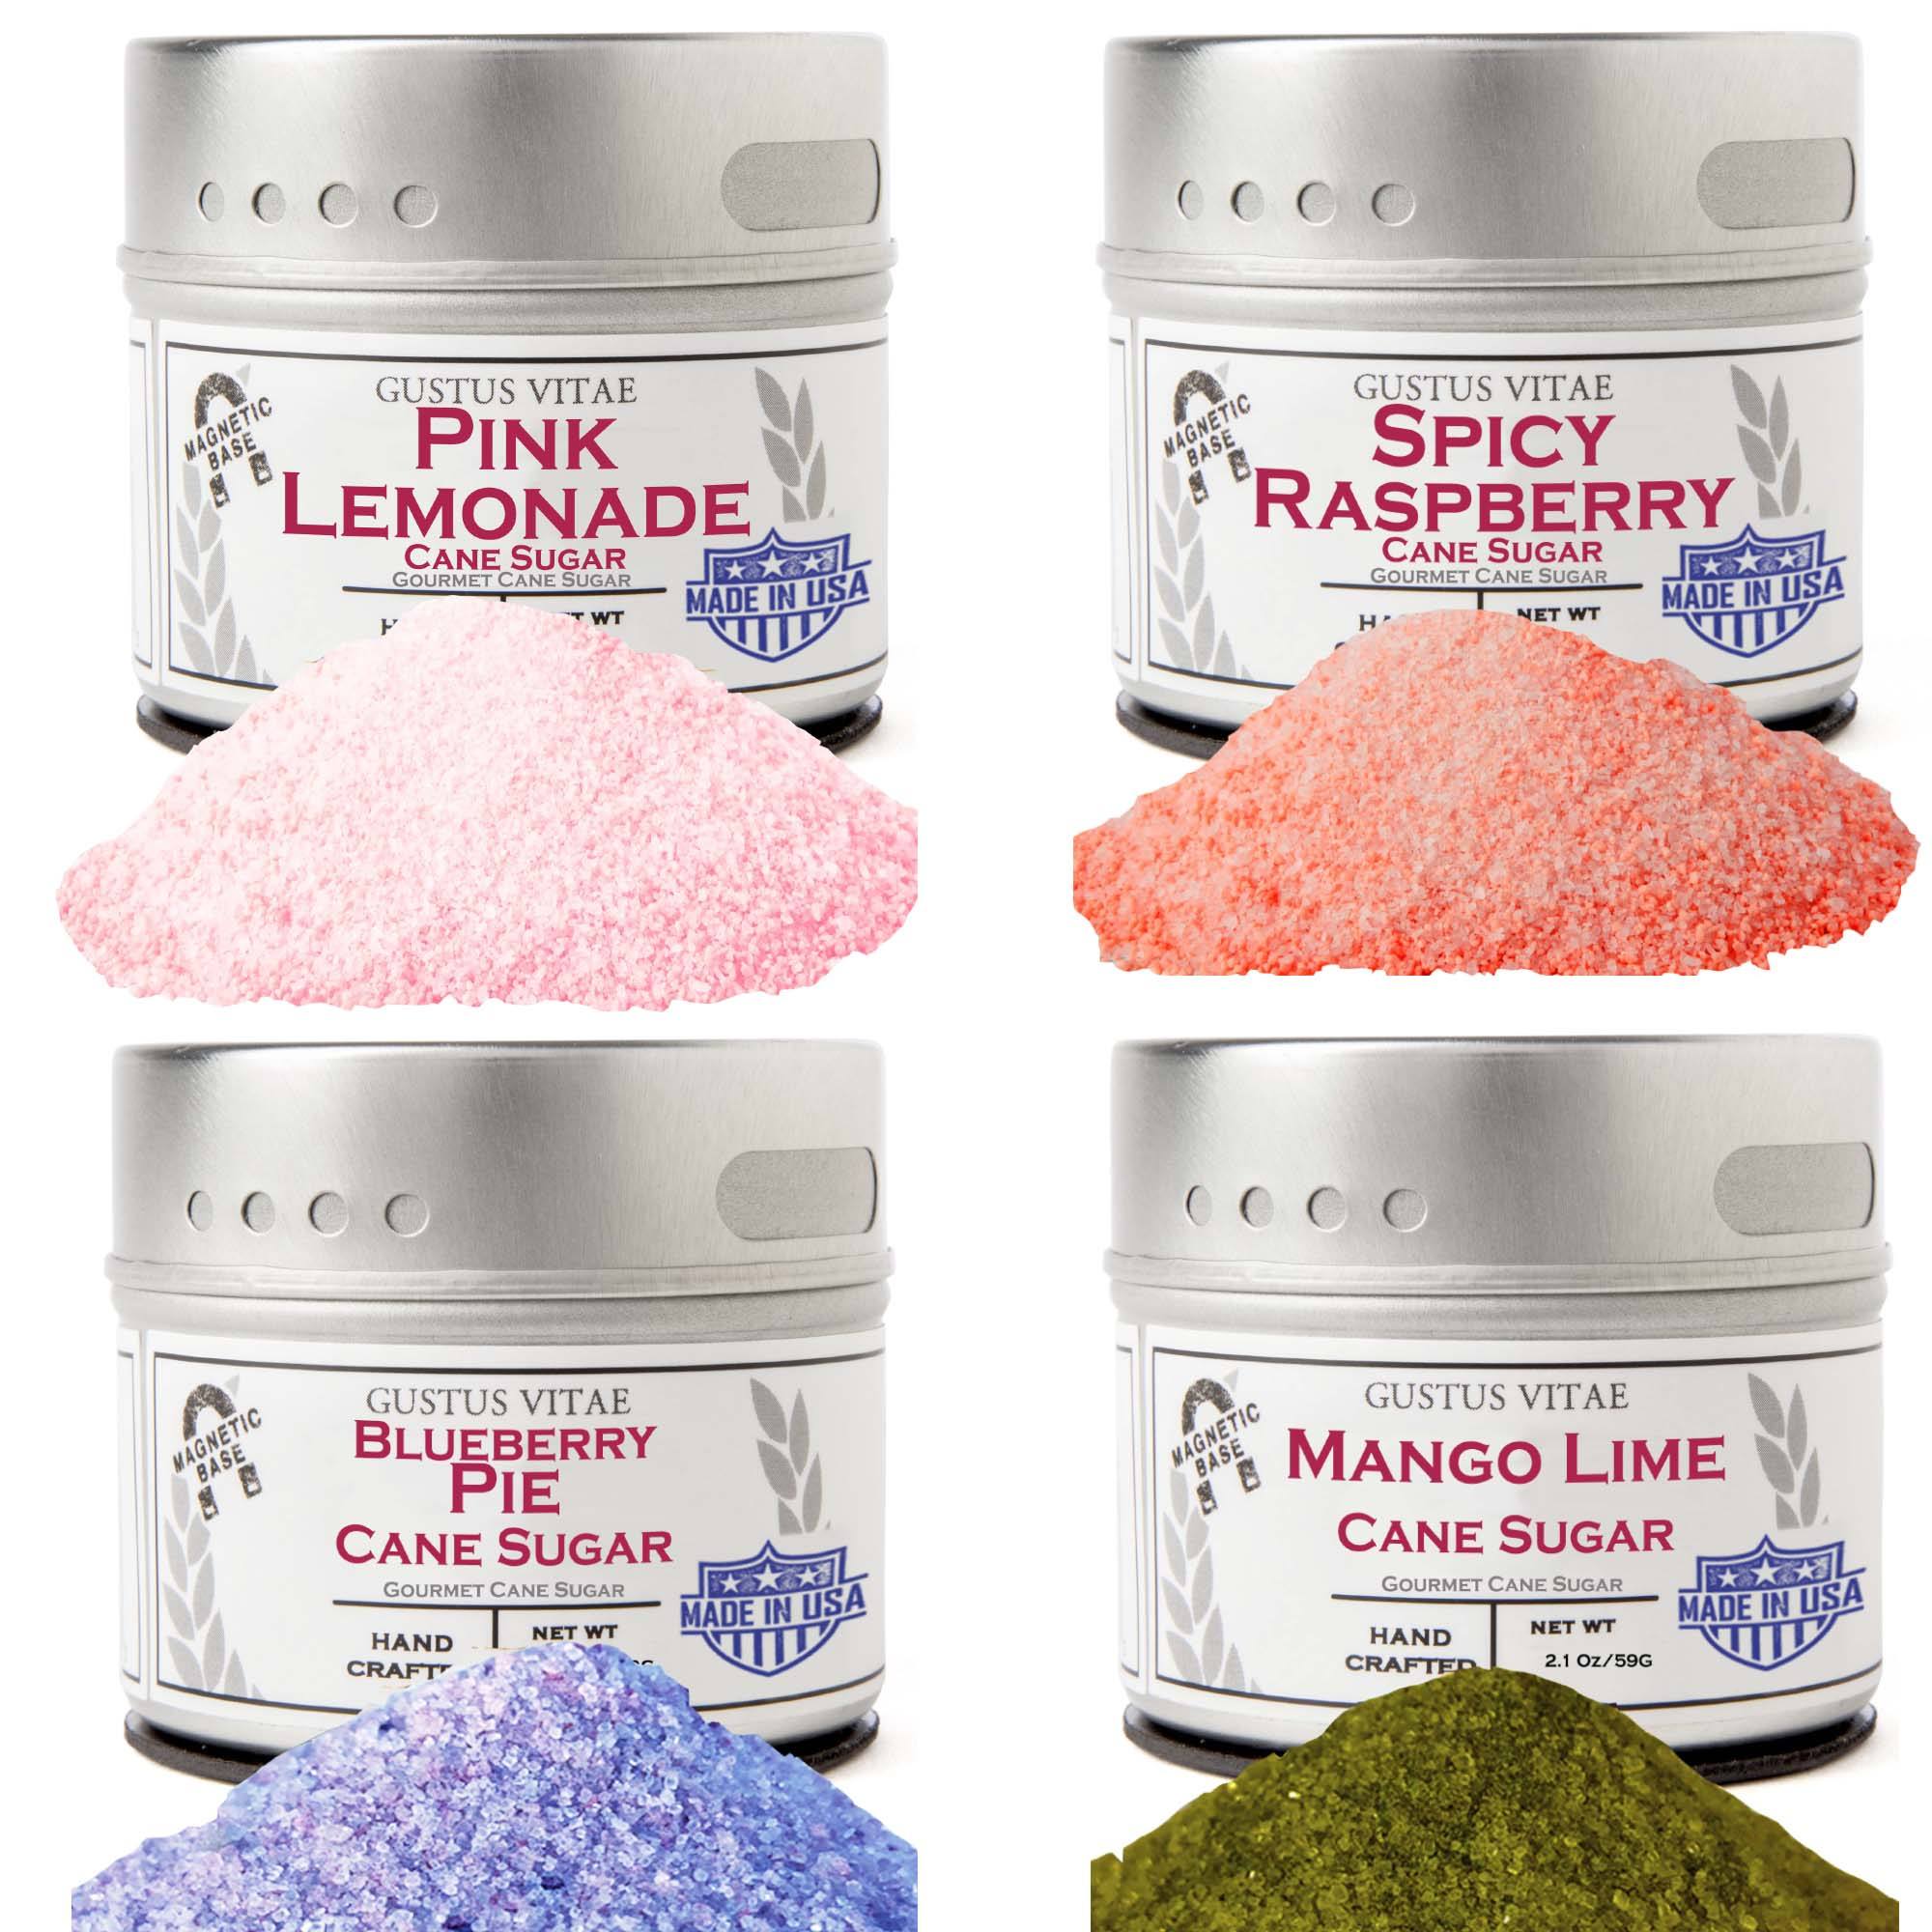 GUSTUS VITAE
PINK
LEMONADE
CANE SUGAR
GOURMET CANE SUGAR
WT
MAGNETIC
BASE
MADE IN USA
GUSTUS VITAE
SPICY
RASPBERRY
CANE SUGAR
GOURMET CANE SUGAR
NET WT
MAGNETIC
BASE
MADE IN USA
GUSTUS VITAE
BLUEBERRY
PIE
CANE SUGAR
GOURMET CANE SUGAR
HAND
NET WT
MAGNETIC
BASE
MADE IN USA
GUSTUS VITAE
MANGO LIME
CANE SUGAR
GOURMET CANE SUGAR
HAND
CRAFTED
NET WT
2.1 OZ/59G
MAGNETIC
BASE
MADE IN USA